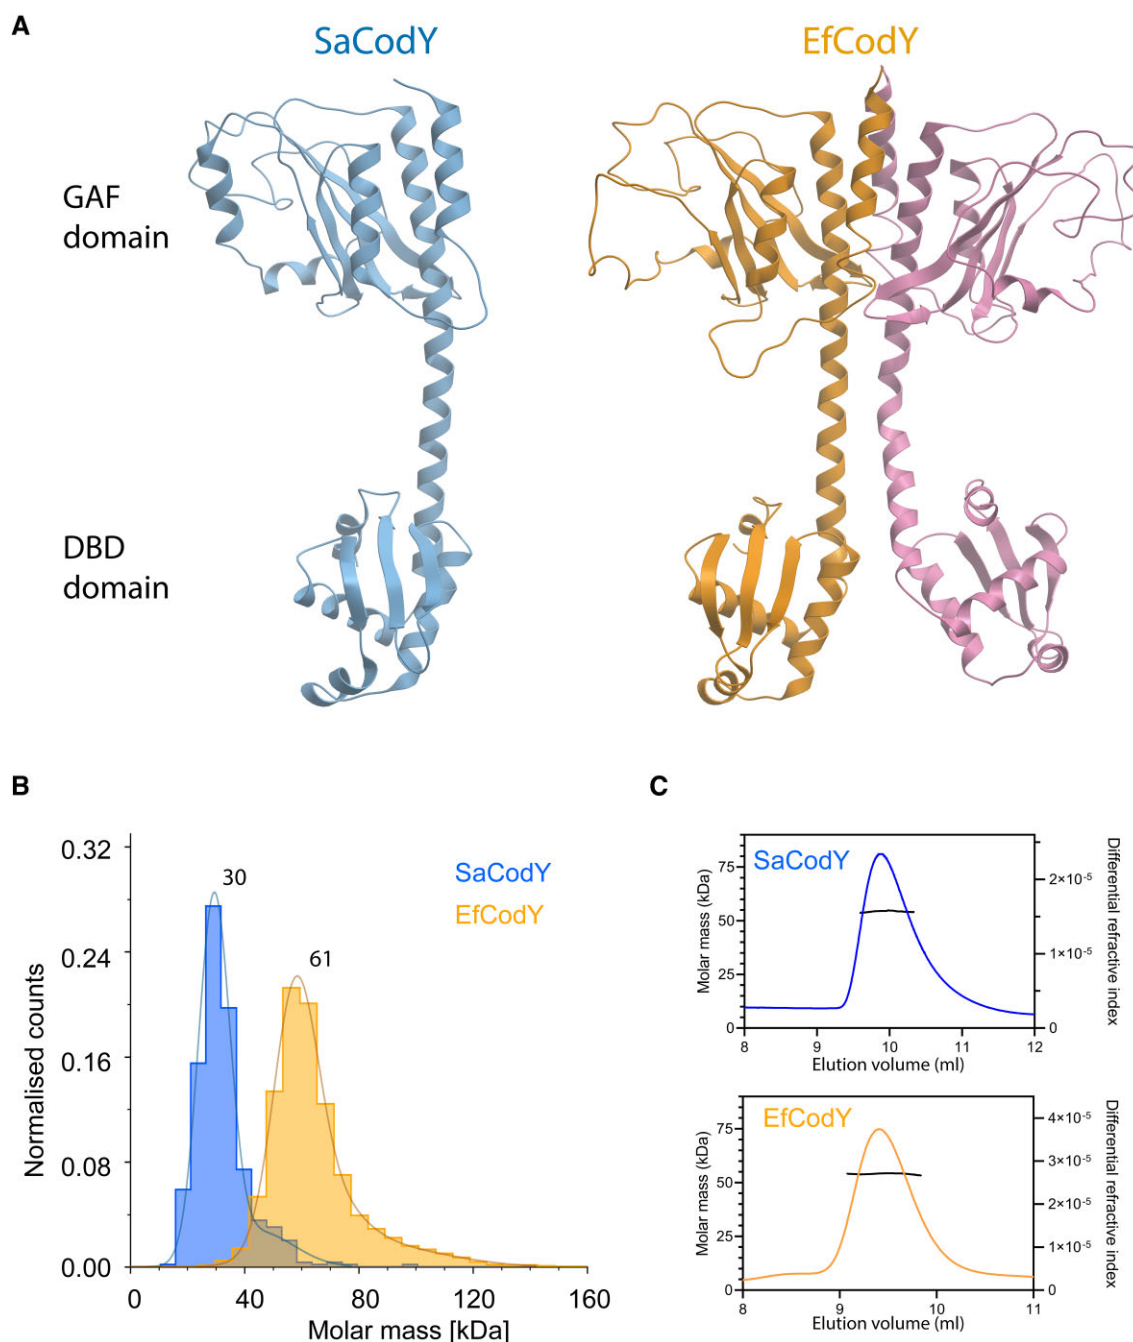 A
SaCodY
EfCodY
GAF
domain
DBD
domain
B
Normalised counts
0.32
0.24
0.16
0.08
0.00
30
61
SaCodY
EfCodY
0
40
80
120
160
Molar mass [kDa]
C
SaCodY
Molar mass (kDa)
75
50
25
0
Differential refractive index
2×10⁻⁵
1×10⁻⁵
0
8
9
10
11
12
Elution volume (ml)
EfCodY
Molar mass (kDa)
75
50
25
0
Differential refractive index
4×10⁻⁵
3×10⁻⁵
2×10⁻⁵
1×10⁻⁵
0
8
9
10
11
Elution volume (ml)